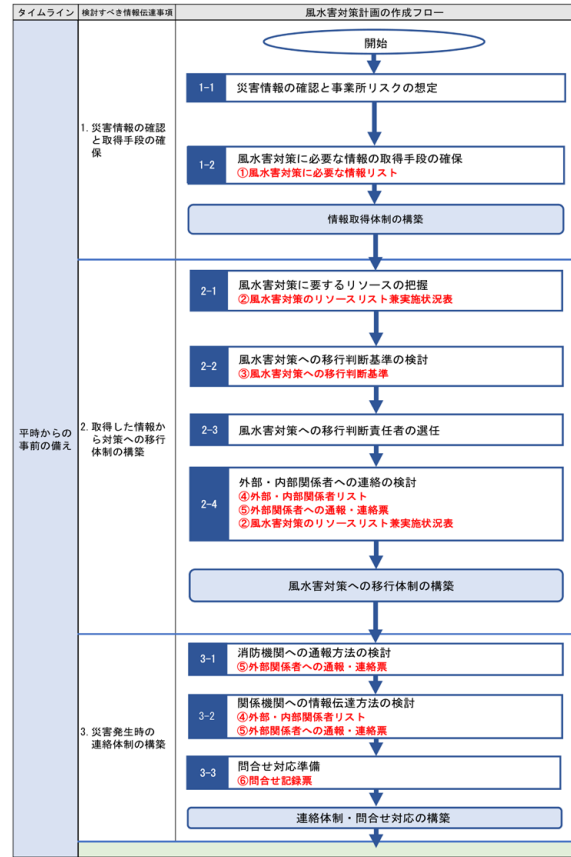 タイムライン
検討すべき情報伝達事項
風水害対策計画の作成フロー
平時からの
事前の備え
1. 災害情報の確認
と取得手段の確
保
開始
1-1
災害情報の確認と事業所リスクの想定
1-2
風水害対策に必要な情報の取得手段の確保
①風水害対策に必要な情報リスト
情報取得体制の構築
2. 取得した情報か
ら対策への移行
体制の構築
2-1
風水害対策に要するリソースの把握
②風水害対策のリソースリスト兼実施状況表
2-2
風水害対策への移行判断基準の検討
③風水害対策への移行判断基準
2-3
風水害対策への移行判断責任者の選任
2-4
外部・内部関係者への連絡の検討
④外部・内部関係者リスト
⑤外部関係者への通報・連絡票
②風水害対策のリソースリスト兼実施状況表
風水害対策への移行体制の構築
3. 災害発生時の
連絡体制の構築
3-1
消防機関への通報方法の検討
⑤外部関係者への通報・連絡票
3-2
関係機関への情報伝達方法の検討
④外部・内部関係者リスト
⑤外部関係者への通報・連絡票
3-3
問合せ対応準備
⑥問合せ記録票
連絡体制・問合せ対応の構築